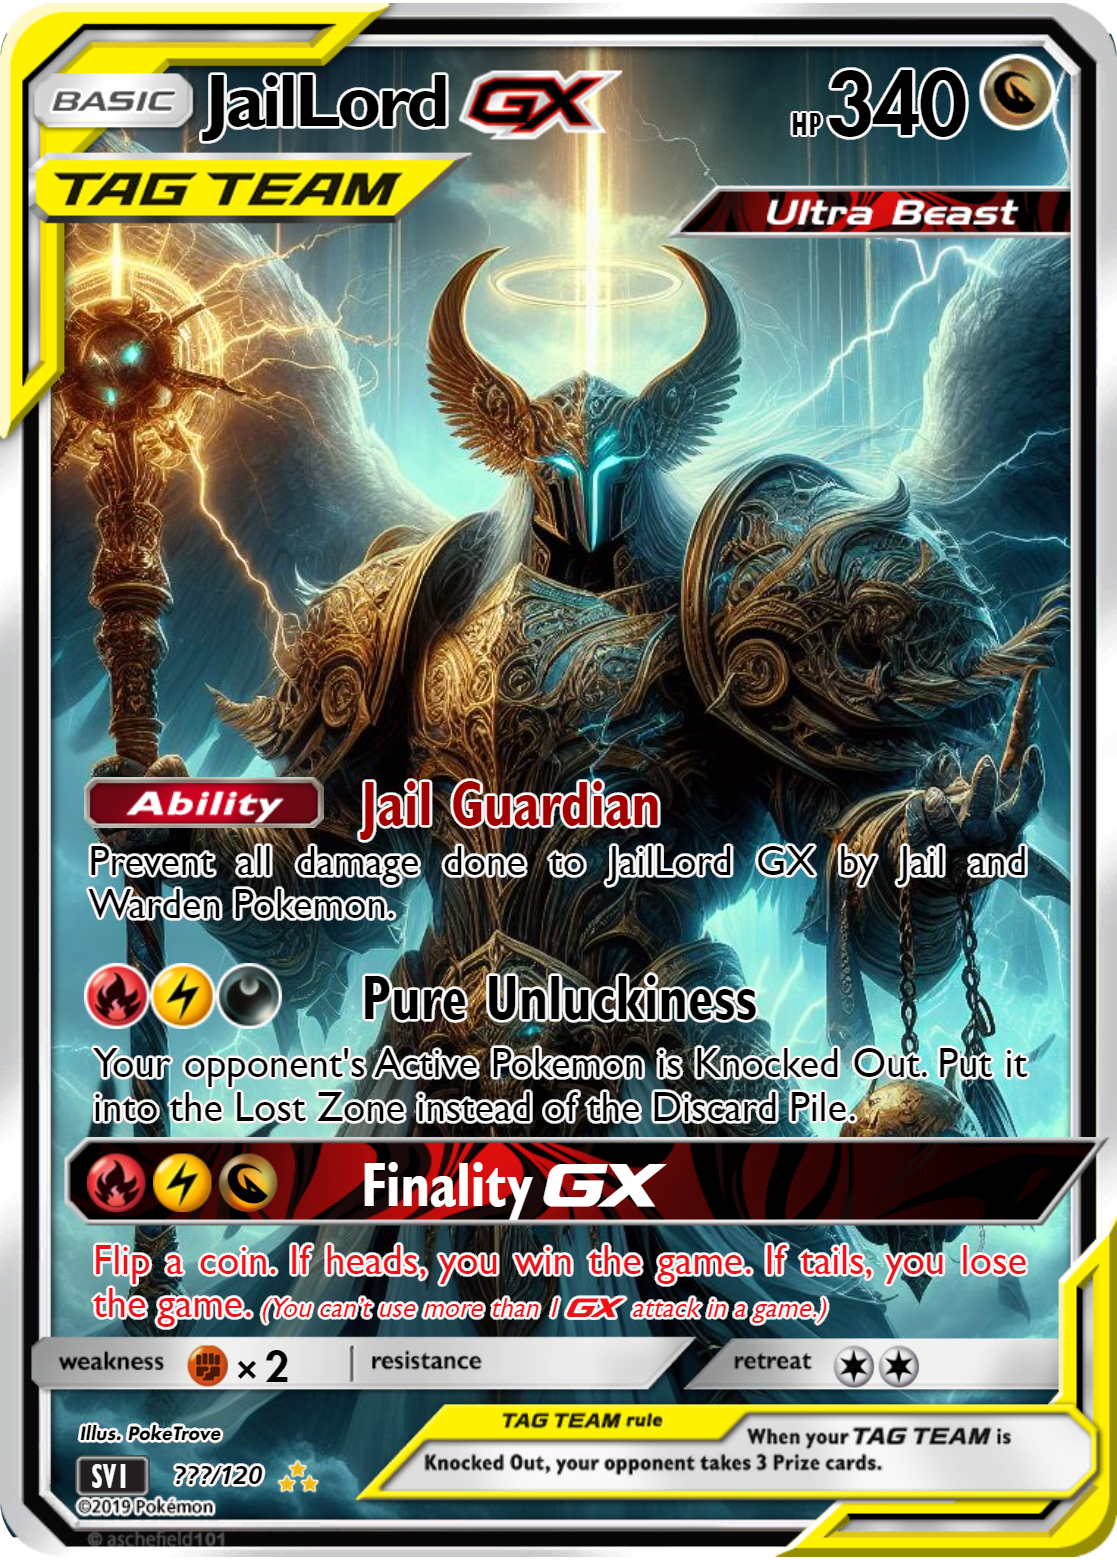 BASIC JailLord GX HP 340
TAG TEAM
Ultra Beast
Ability Jail Guardian
Prevent all damage done to JailLord GX by Jail and
Warden Pokemon.
Pure Unluckiness
Your opponent's Active Pokemon is Knocked Out. Put it
into the Lost Zone instead of the Discard Pile.
Finality GX
Flip a coin. If heads, you win the game. If tails, you lose
the game. (You can't use more than 1 GX attack in a game.)
weakness ×2 resistance retreat
Illus. PokeTrove
TAG TEAM rule
When your TAG TEAM is
Knocked Out, your opponent takes 3 Prize cards.
SVI ???/120
©2019 Pokémon
© aschefield101